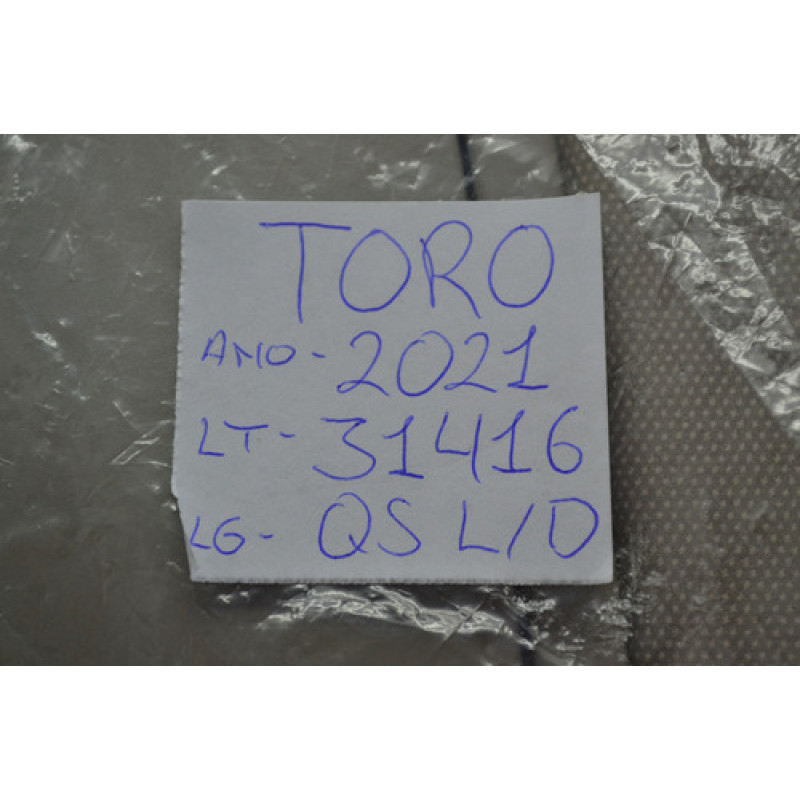 TORO
ANO - 2021
LT - 31416
LG - QS L/D